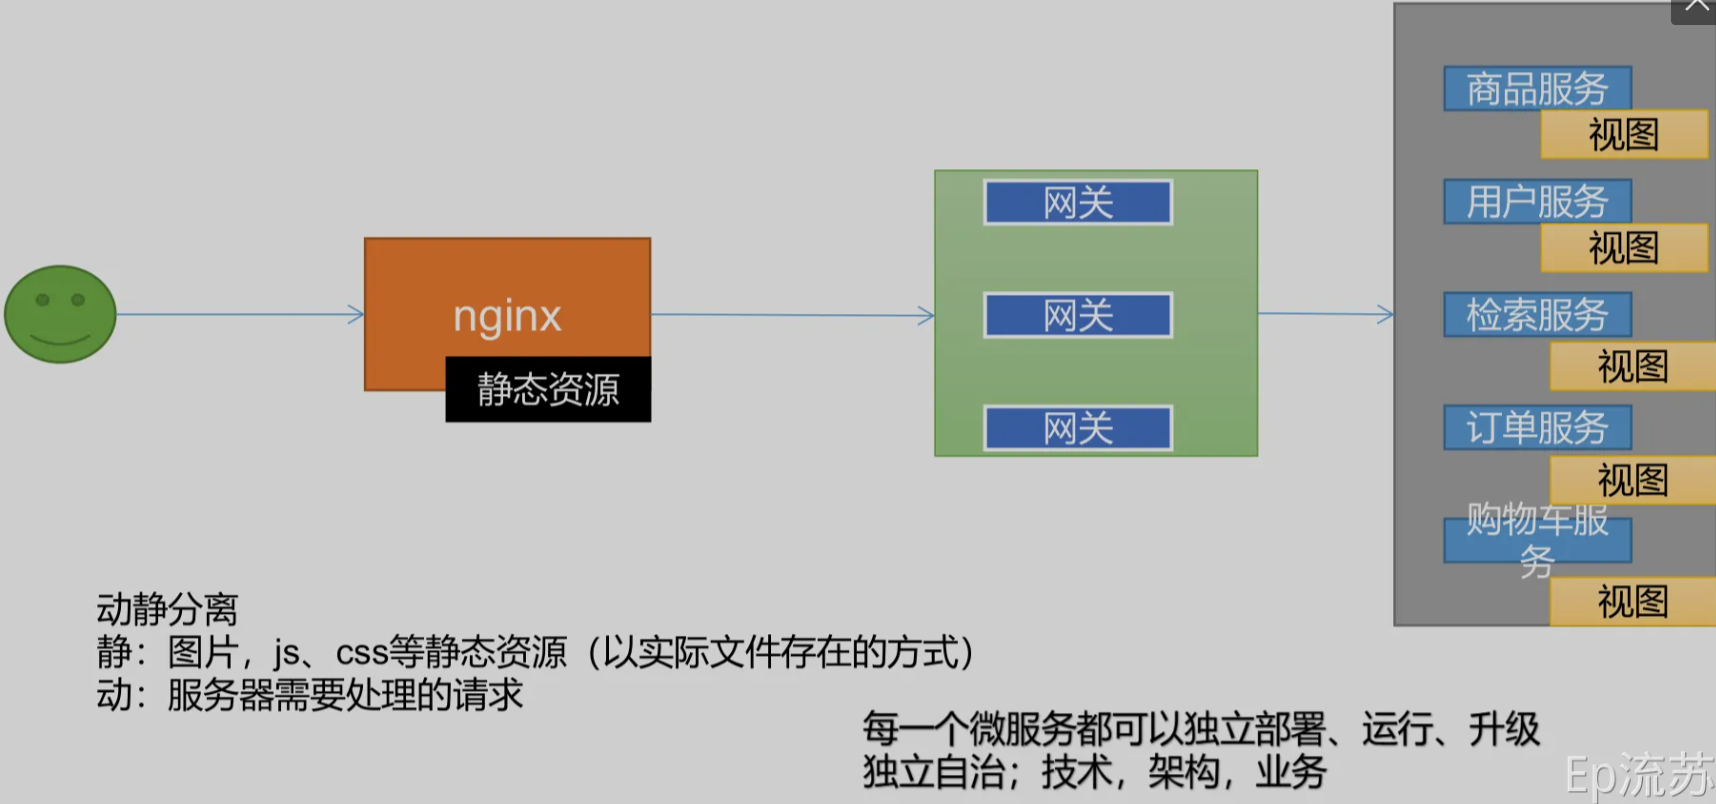 商品服务
视图
用户服务
视图
检索服务
视图
订单服务
视图
购物车服
务
视图
网关
网关
网关
nginx
静态资源
动静分离
静：图片，js、css等静态资源（以实际文件存在的方式）
动：服务器需要处理的请求
每一个微服务都可以独立部署、运行、升级
独立自治；技术，架构，业务
Ep流苏